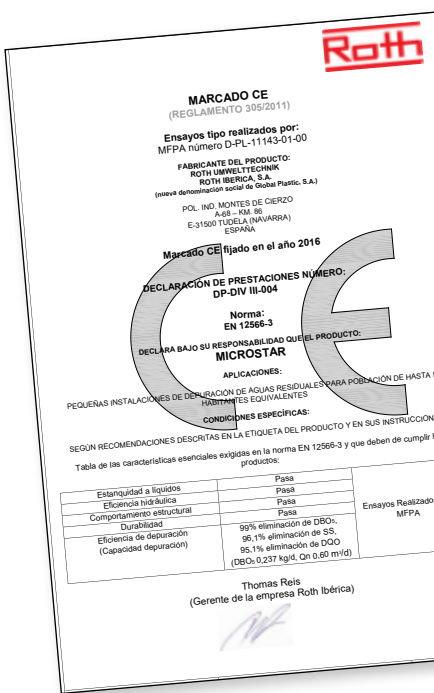 Roth
MARCADO CE
(REGLAMENTO 305/2011)
Ensayos tipo realizados por:
MFPA número D-PL-11143-01-00
FABRICANTE DEL PRODUCTO:
ROTH UMWELTTECHNIK
ROTH IBERICA, S.A.
(nueva denominación social de Global Plastic, S.A.)
POL. IND. MONTES DE CIERZO
A-68 – KM. 86
E-31500 TUDELA (NAVARRA)
ESPAÑA
Marcado CE fijado en el año 2016
DECLARACIÓN DE PRESTACIONES NÚMERO:
DP-DIV III-004
Norma:
EN 12566-3
DECLARA BAJO SU RESPONSABILIDAD QUE EL PRODUCTO:
MICROSTAR
APLICACIONES:
PEQUEÑAS INSTALACIONES DE DEPURACIÓN DE AGUAS RESIDUALES PARA POBLACIÓN DE HASTA
HABITANTES EQUIVALENTES
CONDICIONES ESPECÍFICAS:
SEGÚN RECOMENDACIONES DESCRITAS EN LA ETIQUETA DEL PRODUCTO Y EN SUS INSTRUCCION
Tabla de las características esenciales exigidas en la norma EN 12566-3 y que deben de cumplir l
productos:
Estanquidad a líquidos Pasa
Eficiencia hidráulica Pasa
Comportamiento estructural Pasa
Durabilidad Pasa
Eficiencia de depuración 99% eliminación de DBO₅,
(Capacidad depuración) 96,1% eliminación de SS,
95,1% eliminación de DQO
(DBO₅ 0,237 kg/d, Qn 0,60 m³/d)
Ensayos Realizados
MFPA
Thomas Reis
(Gerente de la empresa Roth Ibérica)